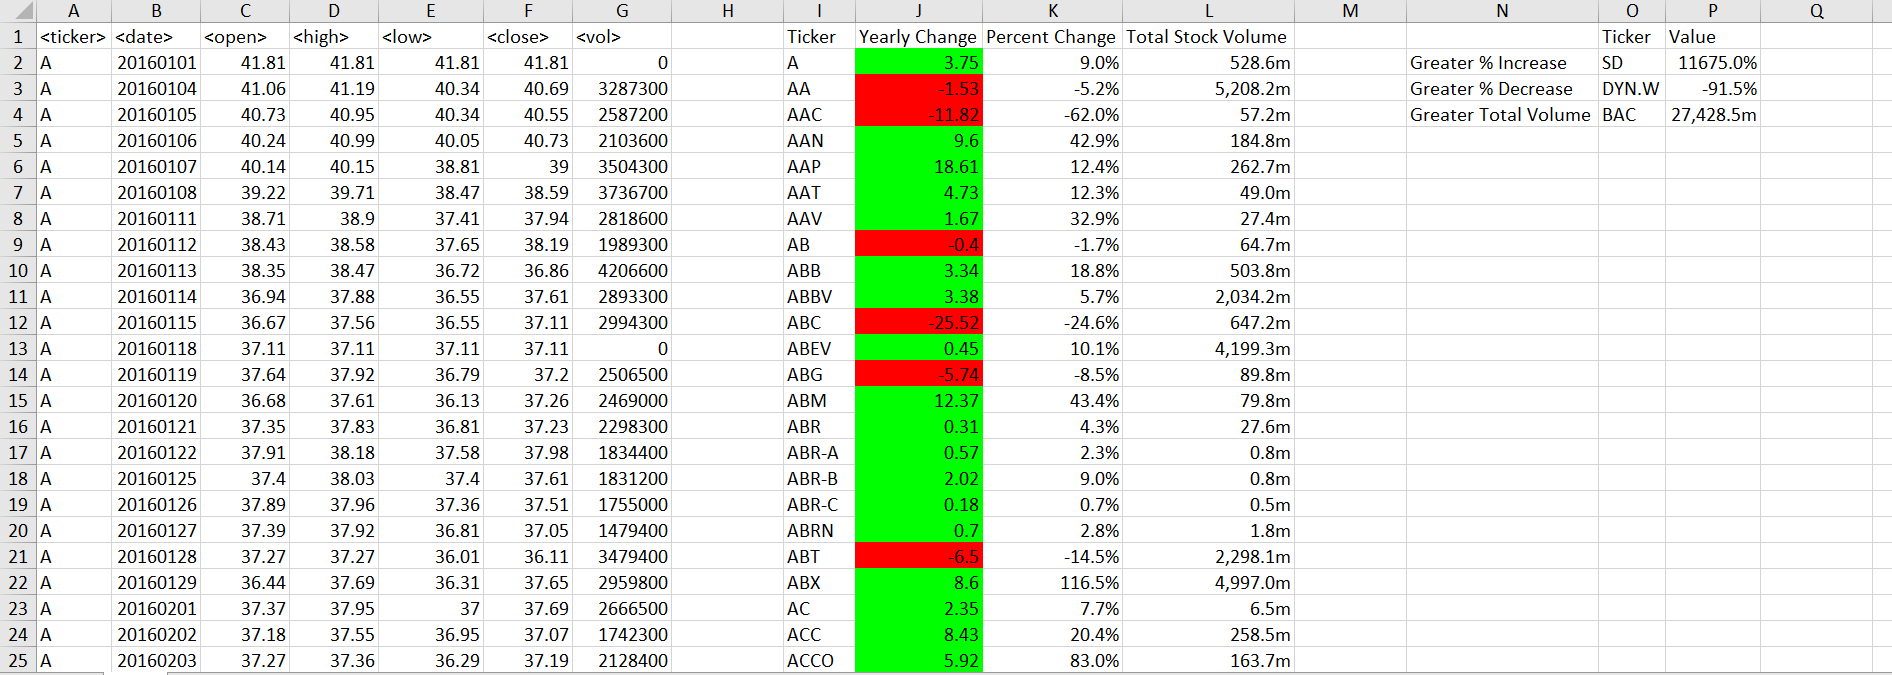 A B C D E F G H I J K L M N O P Q
1 <ticker> <date> <open> <high> <low> <close> <vol> Ticker Yearly Change Percent Change Total Stock Volume Ticker Value
2 A 20160101 41.81 41.81 41.81 41.81 0 A 3.75 9.0% 528.6m Greater % Increase SD 11675.0%
3 A 20160104 41.06 41.19 40.34 40.69 3287300 AA -1.53 -5.2% 5,208.2m Greater % Decrease DYN.W -91.5%
4 A 20160105 40.73 40.95 40.34 40.55 2587200 AAC -11.82 -62.0% 57.2m Greater Total Volume BAC 27,428.5m
5 A 20160106 40.24 40.99 40.05 40.73 2103600 AAN 9.6 42.9% 184.8m
6 A 20160107 40.14 40.15 38.81 39 3504300 AAP 18.61 12.4% 262.7m
7 A 20160108 39.22 39.71 38.47 38.59 3736700 AAT 4.73 12.3% 49.0m
8 A 20160111 38.71 38.9 37.41 37.94 2818600 AAV 1.67 32.9% 27.4m
9 A 20160112 38.43 38.58 37.65 38.19 1989300 AB -0.4 -1.7% 64.7m
10 A 20160113 38.35 38.47 36.72 36.86 4206600 ABB 3.34 18.8% 503.8m
11 A 20160114 36.94 37.88 36.55 37.61 2893300 ABBV 3.38 5.7% 2,034.2m
12 A 20160115 36.67 37.56 36.55 37.11 2994300 ABC -25.52 -24.6% 647.2m
13 A 20160118 37.11 37.11 37.11 37.11 0 ABEV 0.45 10.1% 4,199.3m
14 A 20160119 37.64 37.92 36.79 37.2 2506500 ABG -5.74 -8.5% 89.8m
15 A 20160120 36.68 37.61 36.13 37.26 2469000 ABM 12.37 43.4% 79.8m
16 A 20160121 37.35 37.83 36.81 37.23 2298300 ABR 0.31 4.3% 27.6m
17 A 20160122 37.91 38.18 37.58 37.98 1834400 ABR-A 0.57 2.3% 0.8m
18 A 20160125 37.4 38.03 37.4 37.61 1831200 ABR-B 2.02 9.0% 0.8m
19 A 20160126 37.89 37.96 37.36 37.51 1755000 ABR-C 0.18 0.7% 0.5m
20 A 20160127 37.39 37.92 36.81 37.05 1479400 ABRN 0.7 2.8% 1.8m
21 A 20160128 37.27 37.27 36.01 36.11 3479400 ABT -6.5 -14.5% 2,298.1m
22 A 20160129 36.44 37.69 36.31 37.65 2959800 ABX 8.6 116.5% 4,997.0m
23 A 20160201 37.37 37.95 37 37.69 2666500 AC 2.35 7.7% 6.5m
24 A 20160202 37.18 37.55 36.95 37.07 1742300 ACC 8.43 20.4% 258.5m
25 A 20160203 37.27 37.36 36.29 37.19 2128400 ACCO 5.92 83.0% 163.7m